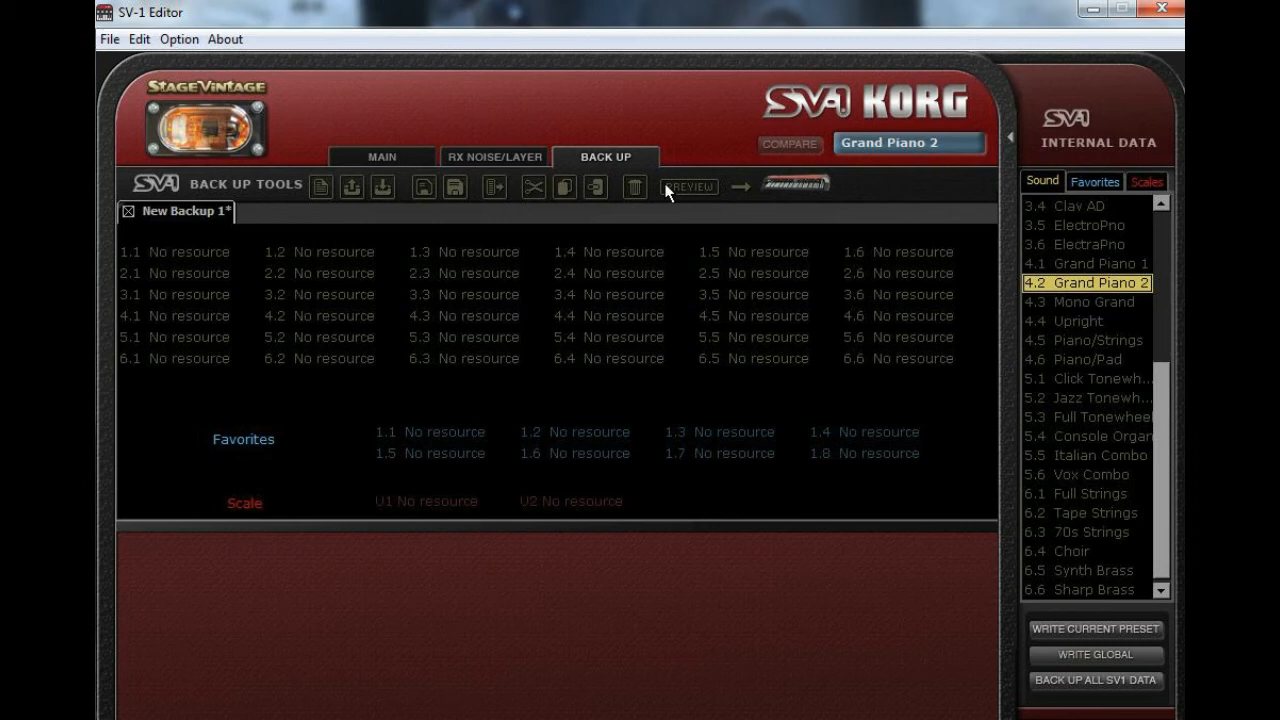 SV-1 Editor
File Edit Option About
STAGEVINTAGE
SV-1 KORG
COMPARE Grand Piano 2
MAIN RX NOISE/LAYER BACK UP
SV-1 BACK UP TOOLS PREVIEW
New Backup 1*
1.1 No resource 1.2 No resource 1.3 No resource 1.4 No resource 1.5 No resource 1.6 No resource
2.1 No resource 2.2 No resource 2.3 No resource 2.4 No resource 2.5 No resource 2.6 No resource
3.1 No resource 3.2 No resource 3.3 No resource 3.4 No resource 3.5 No resource 3.6 No resource
4.1 No resource 4.2 No resource 4.3 No resource 4.4 No resource 4.5 No resource 4.6 No resource
5.1 No resource 5.2 No resource 5.3 No resource 5.4 No resource 5.5 No resource 5.6 No resource
6.1 No resource 6.2 No resource 6.3 No resource 6.4 No resource 6.5 No resource 6.6 No resource
Favorites
1.1 No resource 1.2 No resource 1.3 No resource 1.4 No resource
1.5 No resource 1.6 No resource 1.7 No resource 1.8 No resource
Scale U1 No resource U2 No resource
SV-1
INTERNAL DATA
Sound Favorites Scales
3.4 Clav AD
3.5 ElectroPno
3.6 ElectraPno
4.1 Grand Piano 1
4.2 Grand Piano 2
4.3 Mono Grand
4.4 Upright
4.5 Piano/Strings
4.6 Piano/Pad
5.1 Click Tonewh...
5.2 Jazz Tonewh...
5.3 Full Tonewheel
5.4 Console Organ
5.5 Italian Combo
5.6 Vox Combo
6.1 Full Strings
6.2 Tape Strings
6.3 70s Strings
6.4 Choir
6.5 Synth Brass
6.6 Sharp Brass
WRITE CURRENT PRESET
WRITE GLOBAL
BACK UP ALL SV1 DATA